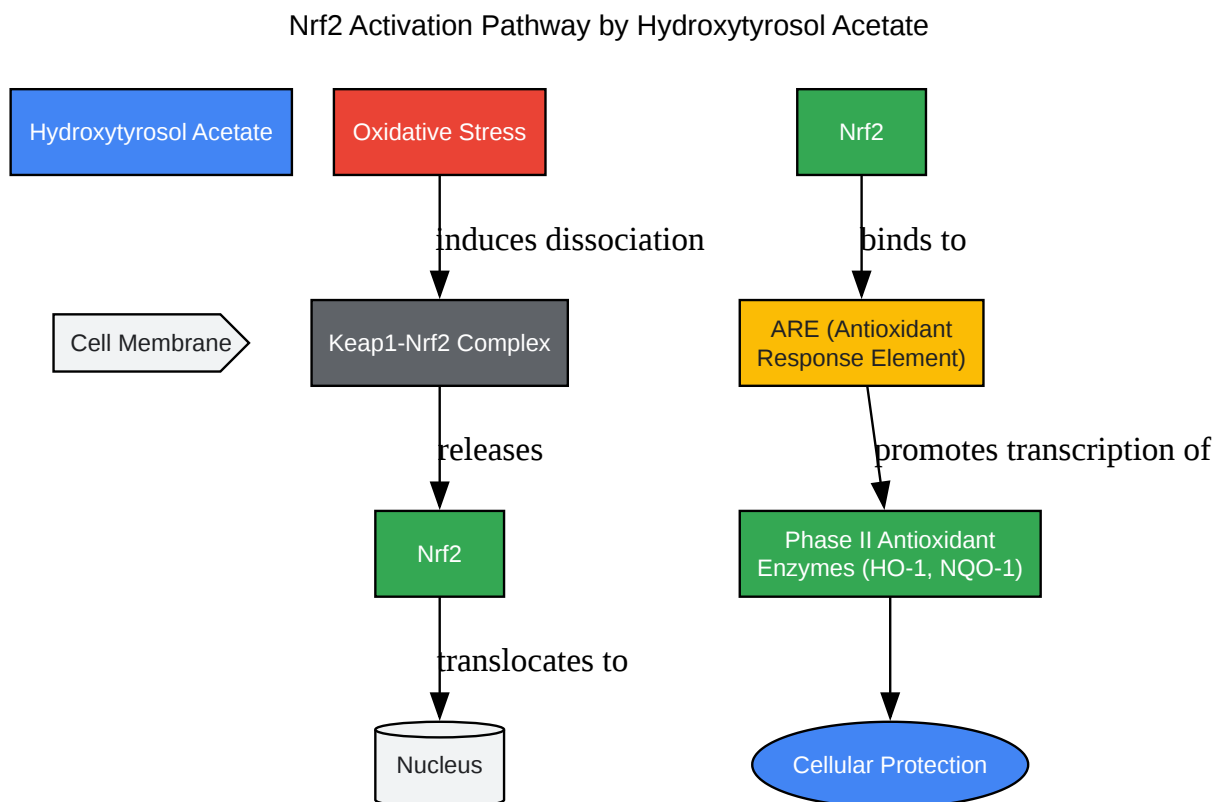 Nrf2 Activation Pathway by Hydroxytyrosol Acetate
Hydroxytyrosol Acetate
Oxidative Stress
Nrf2
induces dissociation
binds to
Cell Membrane
Keap1-Nrf2 Complex
ARE (Antioxidant
Response Element)
releases
promotes transcription of
Nrf2
Phase II Antioxidant
Enzymes (HO-1, NQO-1)
translocates to
Nucleus
Cellular Protection